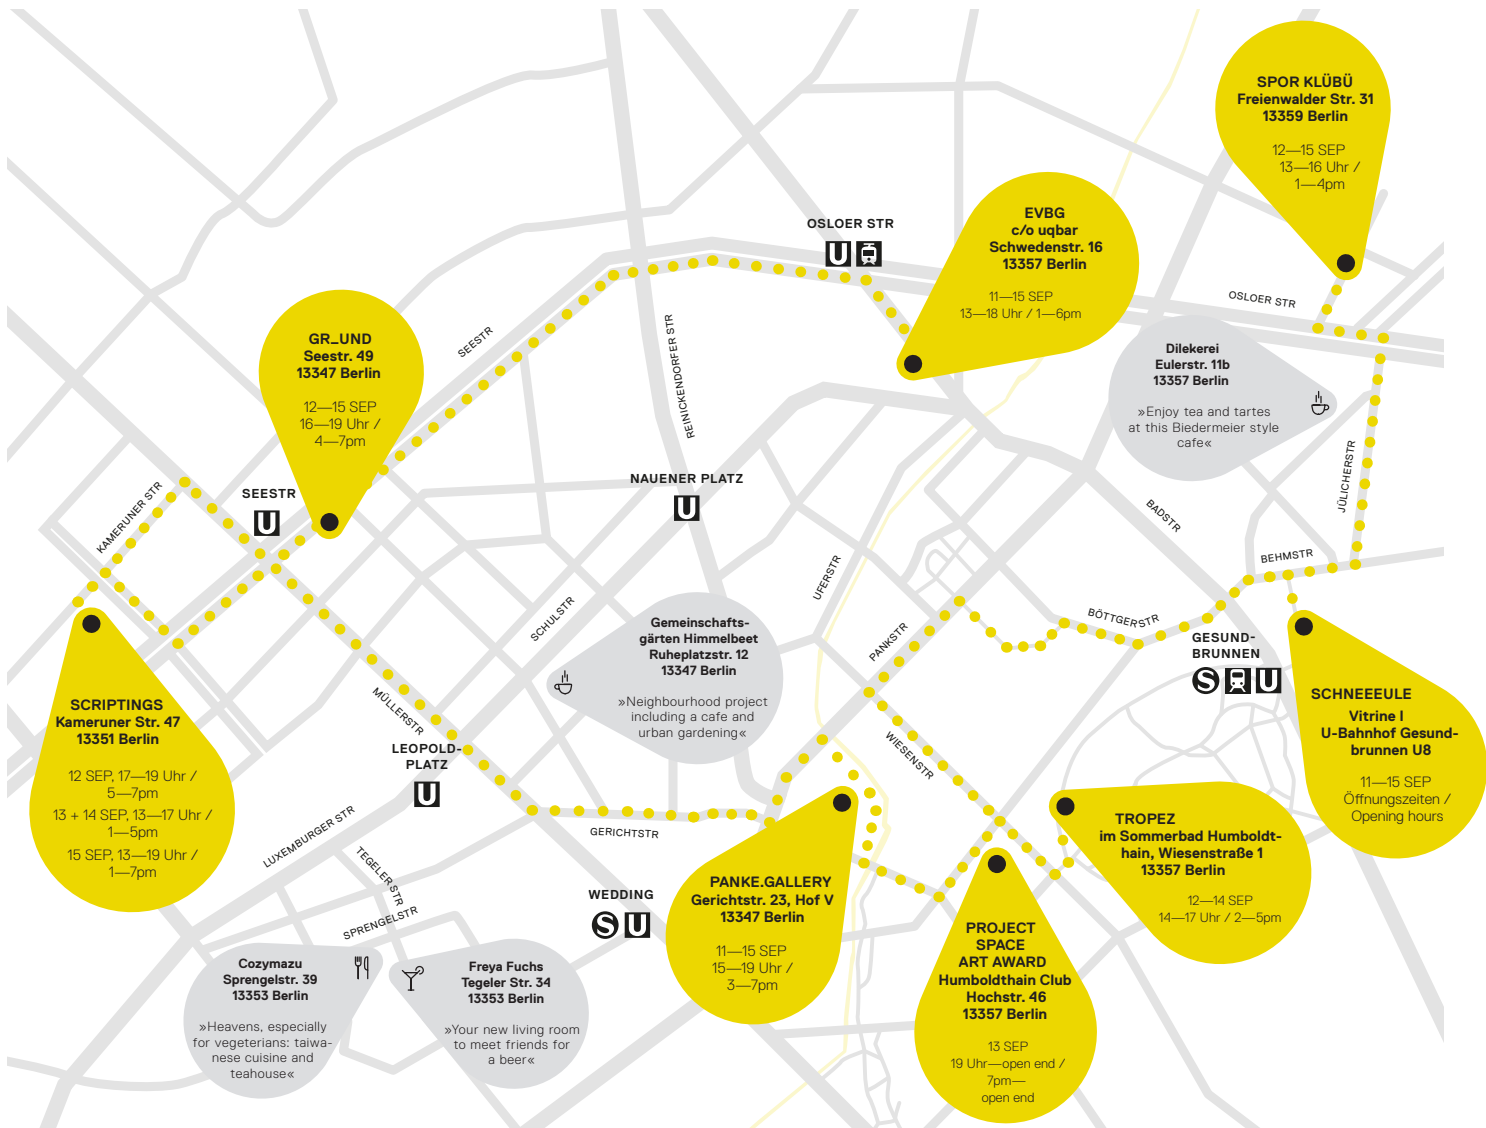 SPOR KLÜBÜ
Freienwalder Str. 31
13359 Berlin
12—15 SEP
13—16 Uhr /
1—4pm
OSLOER STR
U
EVBG
c/o uqbar
Schwedenstr. 16
13357 Berlin
11—15 SEP
13—18 Uhr / 1—6pm
OSLOER STR
GR_UND
Seestr. 49
13347 Berlin
12—15 SEP
16—19 Uhr /
4—7pm
SEESTR
REINICKENDORFER STR
Dilekerei
Eulerstr. 11b
13357 Berlin
»Enjoy tea and tartes
at this Biedermeier style
cafe«
JÜLICHERSTR
KAMERUNER STR
SEESTR
U
NAUENER PLATZ
U
BADSTR
BEHMSTR
UFERSTR
SCHULSTR
PANKSTR
BÖTTGERSTR
Gemeinschafts-
gärten Himmelbeet
Ruheplatzstr. 12
13347 Berlin
»Neighbourhood project
including a cafe and
urban gardening«
GESUND-
BRUNNEN
S U
SCHNEEEULE
Vitrine I
U-Bahnhof Gesund-
brunnen U8
11—15 SEP
Öffnungszeiten /
Opening hours
SCRIPTINGS
Kameruner Str. 47
13351 Berlin
12 SEP, 17—19 Uhr /
5—7pm
13 + 14 SEP, 13—17 Uhr /
1—5pm
15 SEP, 13—19 Uhr /
1—7pm
MÜLLERSTR
LEOPOLD-
PLATZ
U
WIESENSTR
LUXEMBURGER STR
GERICHTSTR
TEGELER STR
SPRENGELSTR
WEDDING
S U
TROPEZ
im Sommerbad Humboldt-
hain, Wiesenstraße 1
13357 Berlin
12—14 SEP
14—17 Uhr / 2—5pm
PANKE.GALLERY
Gerichtstr. 23, Hof V
13347 Berlin
11—15 SEP
15—19 Uhr /
3—7pm
PROJECT
SPACE
ART AWARD
Humboldthain Club
Hochstr. 46
13357 Berlin
13 SEP
19 Uhr—open end /
7pm—
open end
Cozymazu
Sprengelstr. 39
13353 Berlin
»Heavens, especially
for vegeterians: taiwa-
nese cuisine and
teahouse«
Freya Fuchs
Tegeler Str. 34
13353 Berlin
»Your new living room
to meet friends for
a beer«